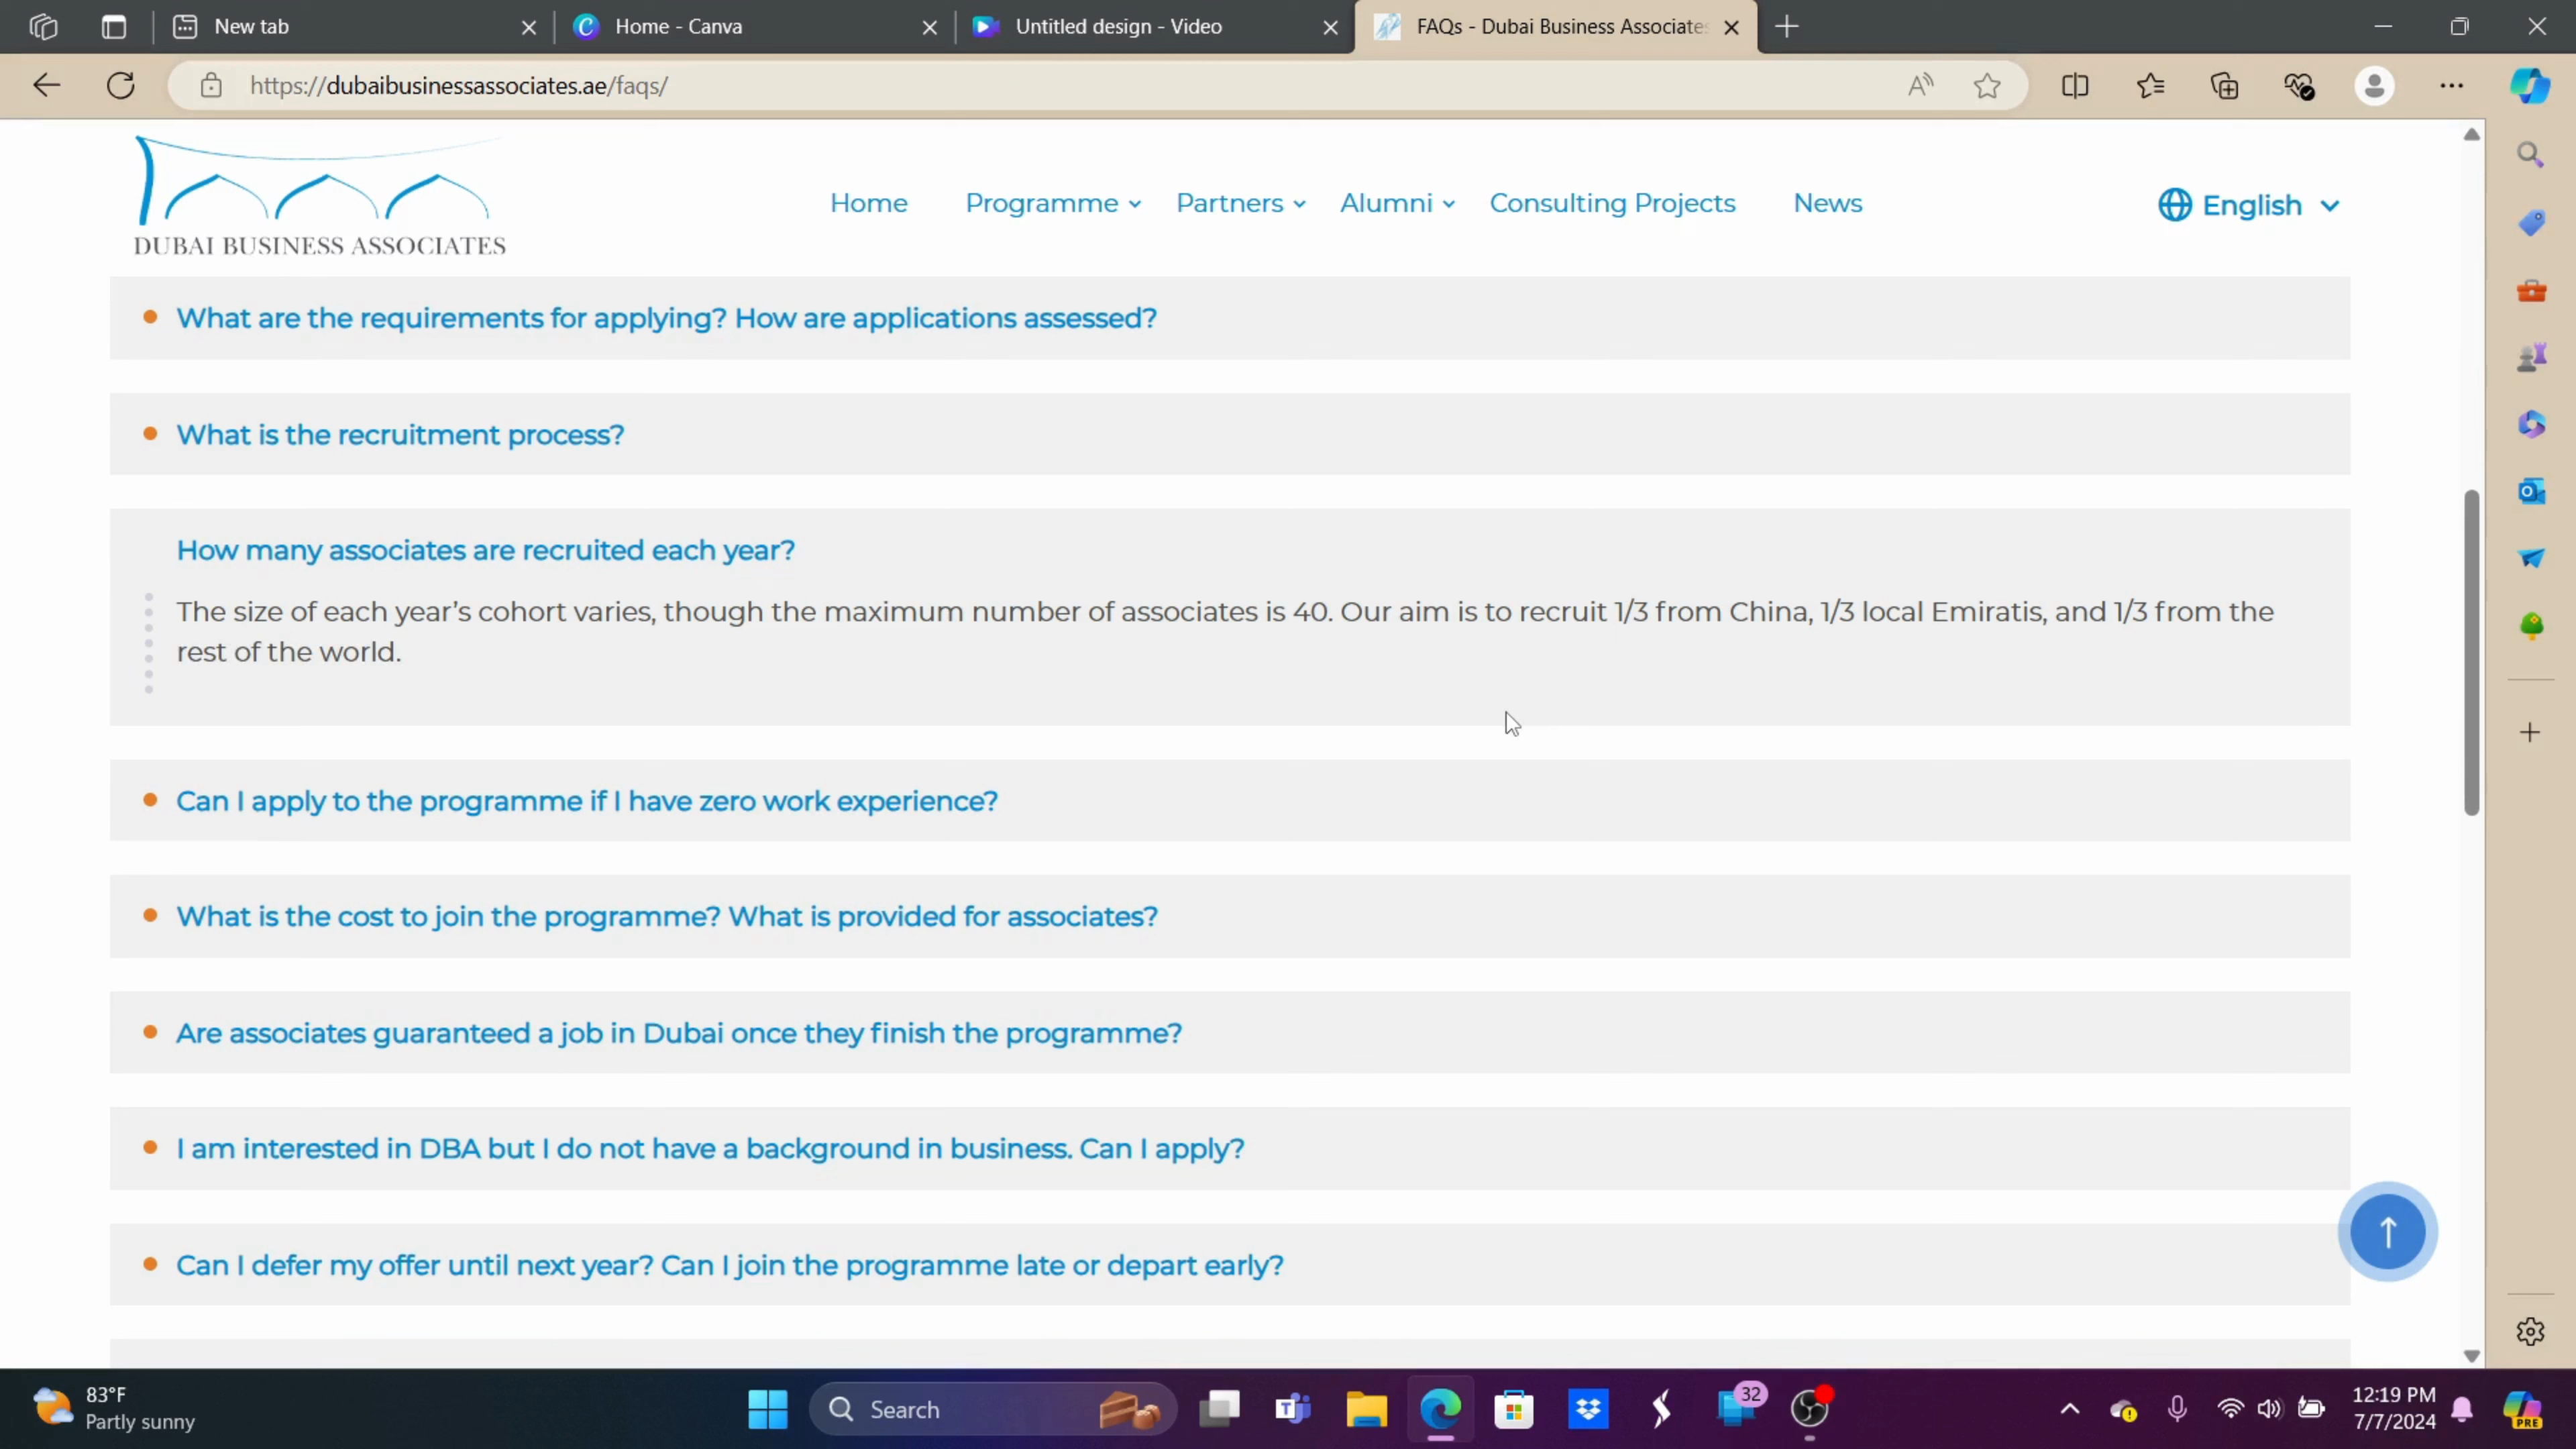 New tab
Home - Canva
Untitled design - Video
FAQs - Dubai Business Associates
https://dubaibusinessassociates.ae/faqs/
DUBAI BUSINESS ASSOCIATES
Home
Programme
Partners
Alumni
Consulting Projects
News
English
What are the requirements for applying? How are applications assessed?
What is the recruitment process?
How many associates are recruited each year?
The size of each year's cohort varies, though the maximum number of associates is 40. Our aim is to recruit 1/3 from China, 1/3 local Emiratis, and 1/3 from the
rest of the world.
Can I apply to the programme if I have zero work experience?
What is the cost to join the programme? What is provided for associates?
Are associates guaranteed a job in Dubai once they finish the programme?
I am interested in DBA but I do not have a background in business. Can I apply?
Can I defer my offer until next year? Can I join the programme late or depart early?
83°F
Partly sunny
Search
32
12:19 PM
7/7/2024
PRE